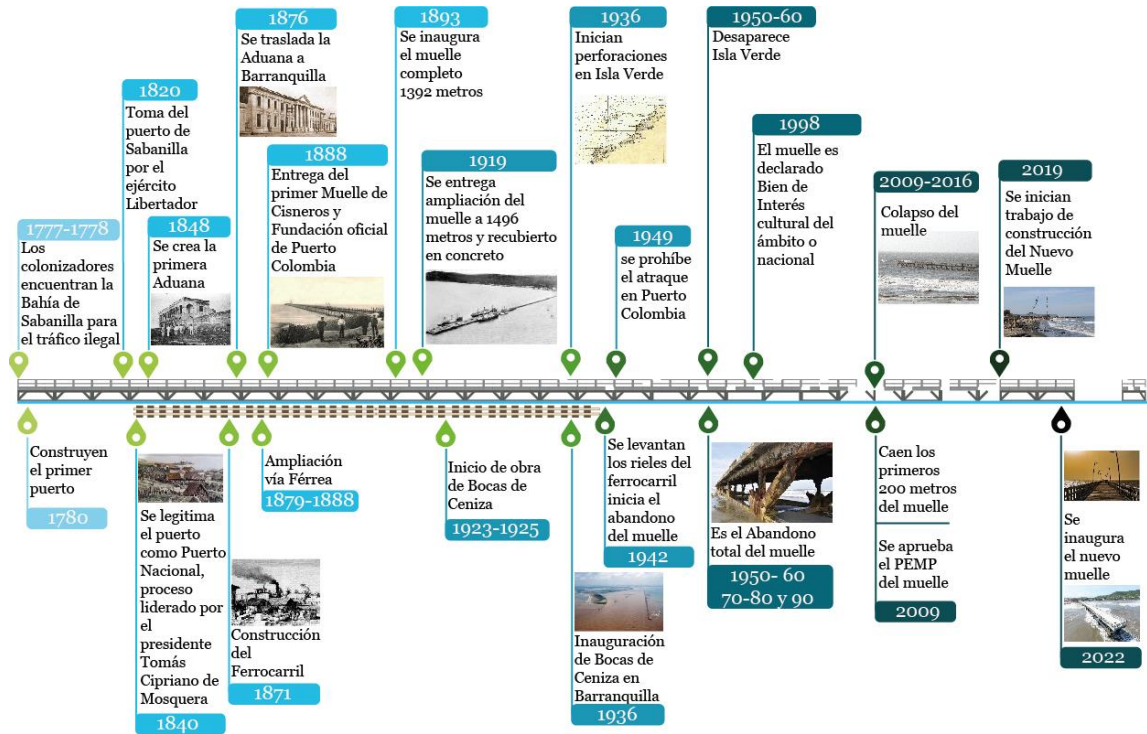 1777-1778
Los
colonizadores
encuentran la
Bahía de
Sabanilla para
el tráfico ilegal
1820
Toma del
puerto de
Sabanilla
por el
ejército
Libertador
1848
Se crea la
primera
Aduana
1876
Se traslada la
Aduana a
Barranquilla
1888
Entrega del
primer Muelle de
Cisneros y
Fundación oficial
de Puerto
Colombia
1893
Se inaugura
el muelle
completo
1392 metros
1919
Se entrega
ampliación del
muelle a 1496
metros y recubierto
en concreto
1936
Inician
perforaciones
en Isla Verde
1949
se prohíbe
el atraque
en Puerto
Colombia
1950-60
Desaparece
Isla Verde
1998
El muelle es
declarado
Bien de
Interés
cultural del
ámbito o
nacional
2009-2016
Colapso del
muelle
2019
Se inician
trabajo de
construcción
del Nuevo
Muelle
Construyen
el primer
puerto
1780
Se legitima
el puerto
como Puerto
Nacional,
proceso
liderado por
el
presidente
Tomás
Cipriano de
Mosquera
1840
Construcción
del
Ferrocarril
1871
Ampliación
vía Férrea
1879-1888
Inicio de obra
de Bocas de
Ceniza
1923-1925
Inauguración
de Bocas de
Ceniza en
Barranquilla
1936
Se levantan
los rieles del
ferrocarril
inicia el
abandono
del muelle
1942
Es el Abandono
total del muelle
1950- 60
70-80 y 90
Caen los
primeros
200 metros
del muelle
Se aprueba
el PEMP
del muelle
2009
Se
inaugura
el nuevo
muelle
2022